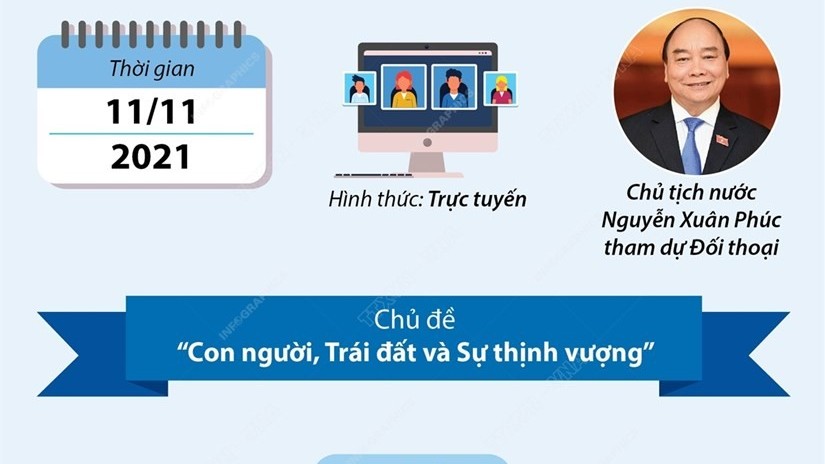 Thời gian
11/11
2021
Hình thức: Trực tuyến
Chủ tịch nước
Nguyễn Xuân Phúc
tham dự Đối thoại
Chủ đề
“Con người, Trái đất và Sự thịnh vượng”